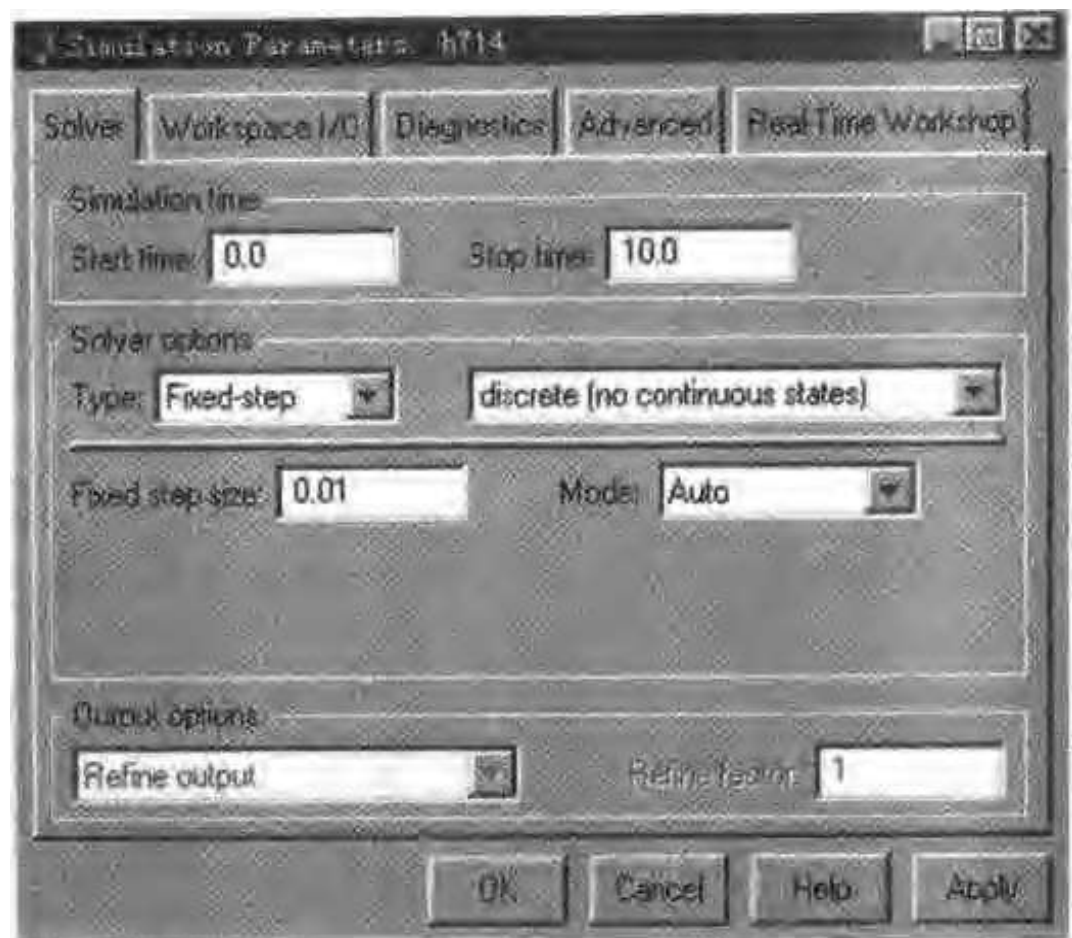 Simulation Parameters: h714
Solver Workspace I/O Diagnostics Advanced Real-Time Workshop
Simulation time
Start time: 0.0 Stop time: 10.0
Solver options
Type: Fixed-step discrete (no continuous states)
Fixed step size: 0.01 Mode: Auto
Output options
Refine output Refine factor: 1
OK Cancel Help Apply